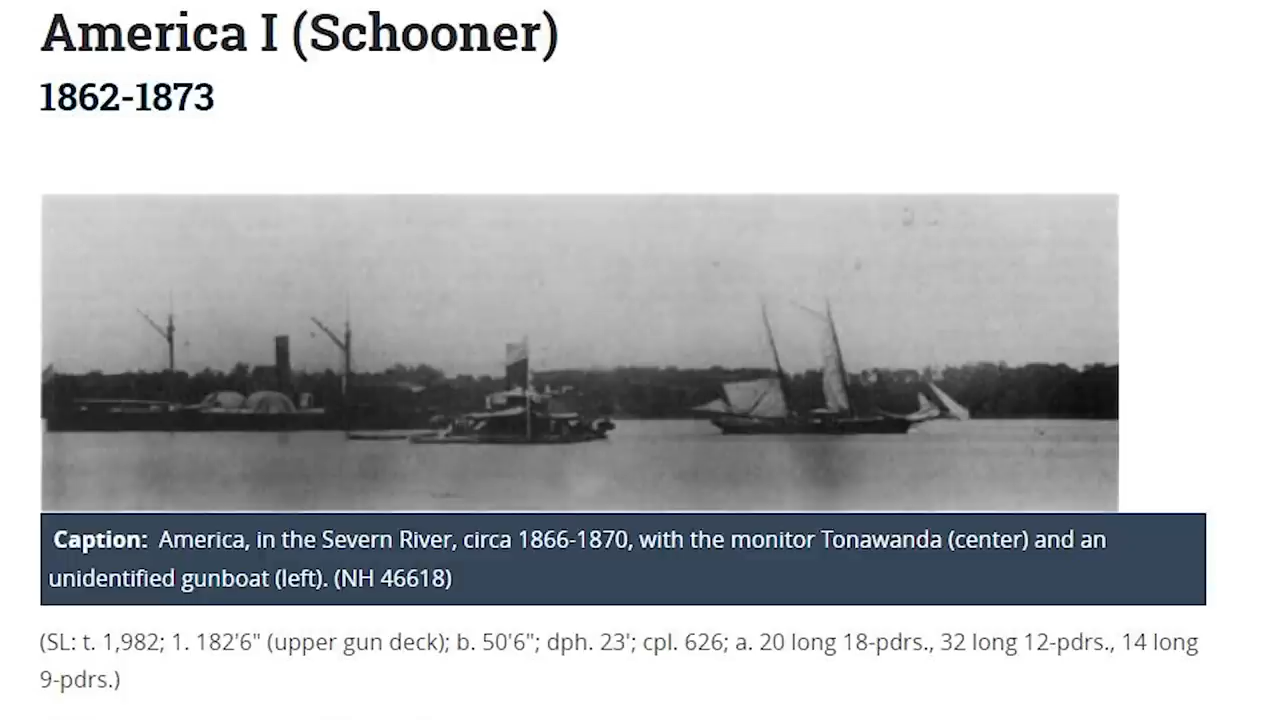 America I (Schooner)
1862-1873
Caption: America, in the Severn River, circa 1866-1870, with the monitor Tonawanda (center) and an
unidentified gunboat (left). (NH 46618)
(SL: t. 1,982; 1. 182'6" (upper gun deck); b. 50'6"; dph. 23'; cpl. 626; a. 20 long 18-pdrs., 32 long 12-pdrs., 14 long
9-pdrs.)